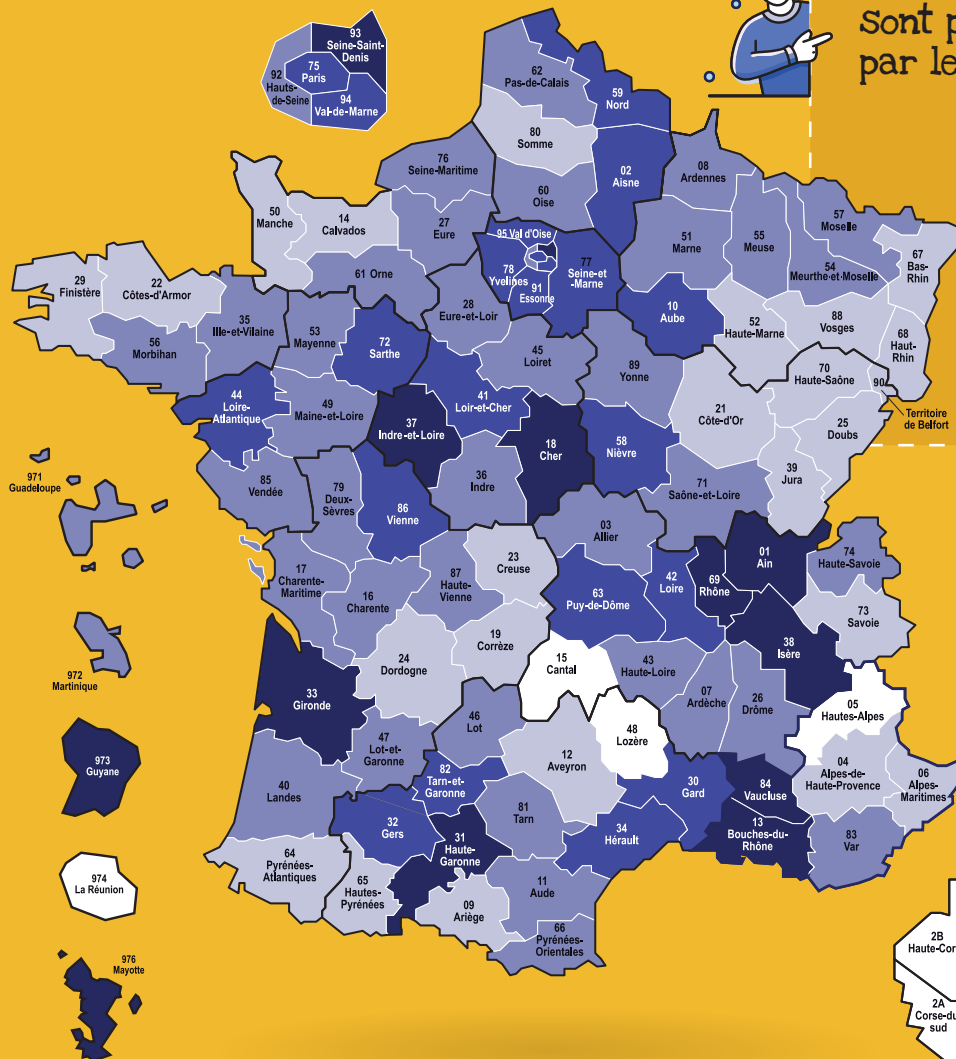 sont p
par le
93
Seine-Saint-
Denis
92
Hauts-
de-Seine
75
Paris
94
Val-de-Marne
62
Pas-de-Calais
59
Nord
80
Somme
02
Aisne
08
Ardennes
76
Seine-Maritime
60
Oise
27
Eure
50
Manche
14
Calvados
61 Orne
95 Val d'Oise
78
Yvelines
91
Essonne
77
Seine-et
-Marne
51
Marne
55
Meuse
57
Moselle
54
Meurthe-et-Moselle
67
Bas-
Rhin
88
Vosges
68
Haut-
Rhin
10
Aube
52
Haute-Marne
29
Finistère
22
Côtes-d'Armor
35
Ille-et-Vilaine
56
Morbihan
53
Mayenne
72
Sarthe
28
Eure-et-Loir
45
Loiret
89
Yonne
70
Haute-Saône
90
Territoire
de Belfort
44
Loire-
Atlantique
49
Maine-et-Loire
37
Indre-et-Loire
41
Loir-et-Cher
18
Cher
58
Nièvre
21
Côte-d'Or
25
Doubs
39
Jura
85
Vendée
79
Deux-
Sèvres
86
Vienne
36
Indre
71
Saône-et-Loire
03
Allier
971
Guadeloupe
17
Charente-
Maritime
16
Charente
87
Haute-
Vienne
23
Creuse
63
Puy-de-Dôme
42
Loire
69
Rhône
01
Ain
74
Haute-Savoie
73
Savoie
38
Isère
972
Martinique
24
Dordogne
19
Corrèze
15
Cantal
43
Haute-Loire
07
Ardèche
26
Drôme
05
Hautes-Alpes
33
Gironde
46
Lot
47
Lot-et-
Garonne
48
Lozère
12
Aveyron
973
Guyane
40
Landes
82
Tarn-et-
Garonne
81
Tarn
30
Gard
84
Vaucluse
04
Alpes-de-
Haute-Provence
06
Alpes-
Maritimes
32
Gers
31
Haute-
Garonne
34
Hérault
13
Bouches-du-
Rhône
83
Var
64
Pyrénées-
Atlantiques
65
Hautes-
Pyrénées
09
Ariège
11
Aude
66
Pyrénées-
Orientales
974
La Réunion
976
Mayotte
2B
Haute-Cor
2A
Corse-du
sud